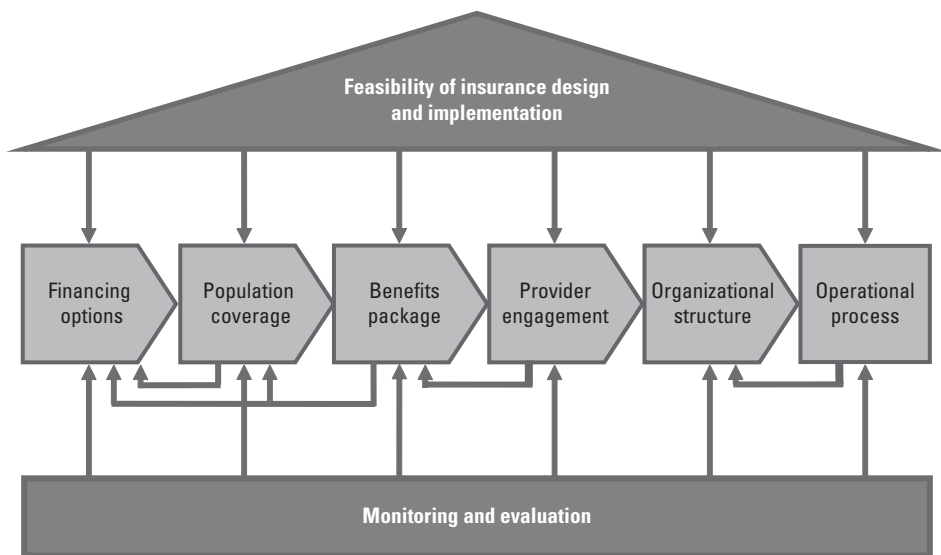 Feasibility of insurance design
and implementation
Financing
options
Population
coverage
Benefits
package
Provider
engagement
Organizational
structure
Operational
process
Monitoring and evaluation